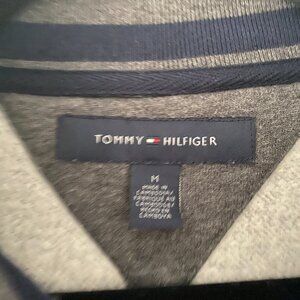 TOMMY HILFIGER
M
MADE IN
CAMBODIA/
FABRIQUÉ AU
CAMBODGE/
HECHO EN
CAMBOYA